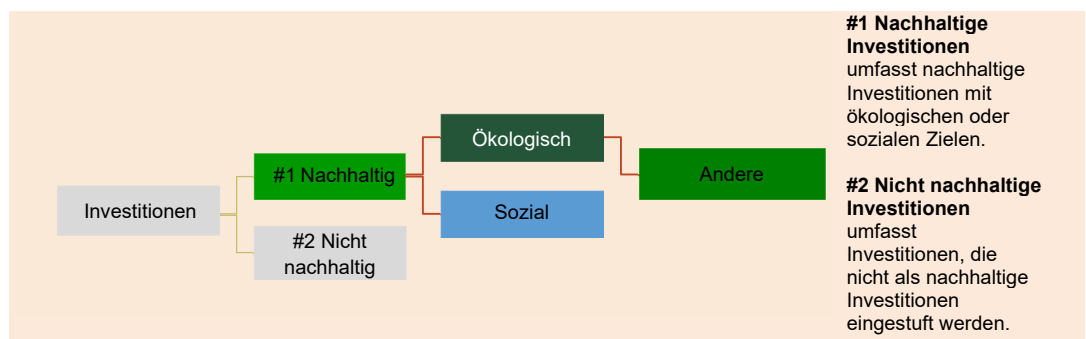 Investitionen
#1 Nachhaltig
#2 Nicht
nachhaltig
Ökologisch
Sozial
Andere
#1 Nachhaltige
Investitionen
umfasst nachhaltige
Investitionen mit
ökologischen oder
sozialen Zielen.
#2 Nicht nachhaltige
Investitionen
umfasst
Investitionen, die
nicht als nachhaltige
Investitionen
eingestuft werden.